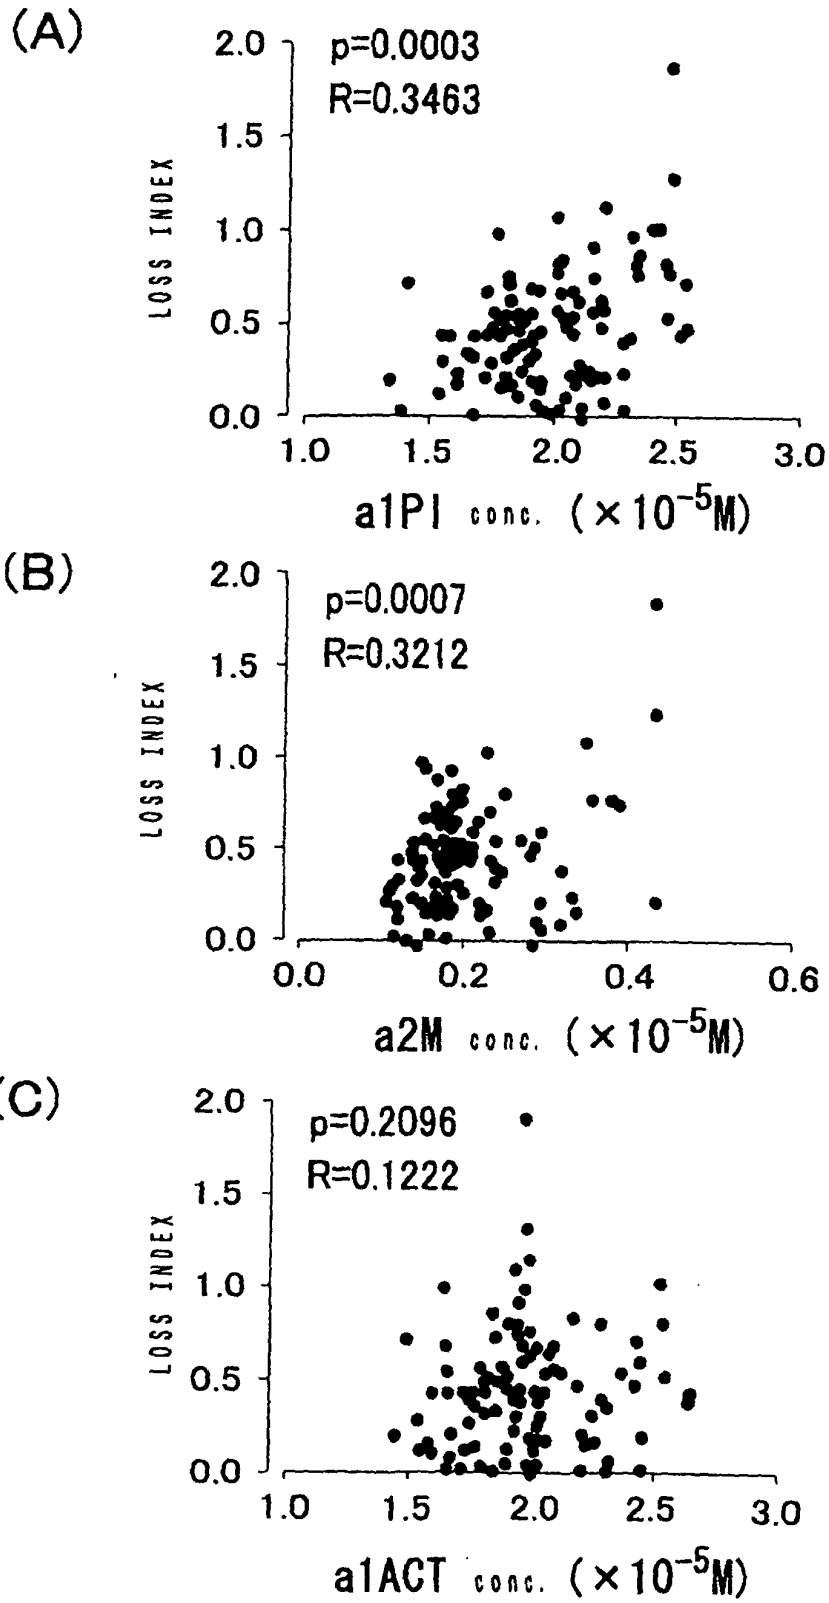 (A)
p=0.0003
R=0.3463
LOSS INDEX
2.0
1.5
1.0
0.5
0.0
1.0 1.5 2.0 2.5 3.0
a1PI conc. (×10⁻⁵M)
(B)
p=0.0007
R=0.3212
LOSS INDEX
2.0
1.5
1.0
0.5
0.0
0.0 0.2 0.4 0.6
a2M conc. (×10⁻⁵M)
(C)
p=0.2096
R=0.1222
LOSS INDEX
2.0
1.5
1.0
0.5
0.0
1.0 1.5 2.0 2.5 3.0
a1ACT conc. (×10⁻⁵M)